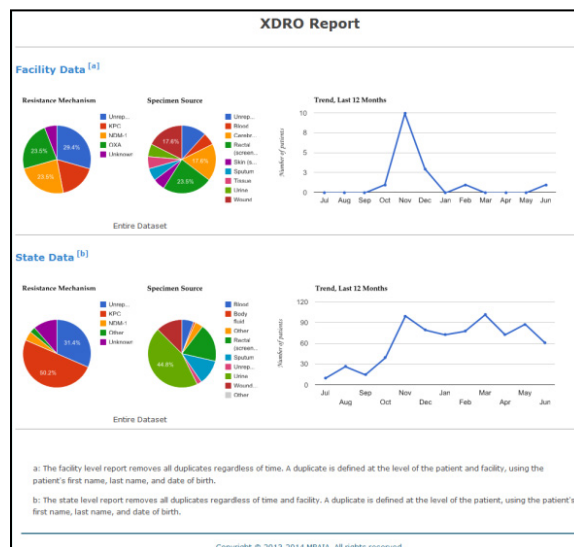 XDRO Report
Facility Data [a]
Resistance Mechanism
Specimen Source
Trend, Last 12 Months
29.4%
23.5%
23.5%
Unrep...
KPC
NDM-1
OXA
Unknown
17.6%
17.6%
23.5%
Unrep...
Blood
Rectal
(screen...
Skin (s...
Sputum
Tissue
Urine
Wound
Number of patients
10
8
5
3
0
Jul Aug Sep Oct Nov Dec Jan Feb Mar Apr May Jun
Entire Dataset
State Data [b]
Resistance Mechanism
Specimen Source
Trend, Last 12 Months
31.4%
50.2%
Unrep...
KPC
NDM-1
Other
Unknown
44.8%
Blood
Body
fluid
Other
Rectal
(screen...
Sputum
Unrep...
Urine
Wound...
Other
Number of patients
120
90
60
30
0
Jul Sep Oct Nov Dec Jan Feb Mar Apr May Jun
Aug
Entire Dataset
a: The facility level report removes all duplicates regardless of time. A duplicate is defined at the level of the patient and facility, using the
patient's first name, last name, and date of birth.
b: The state level report removes all duplicates regardless of time and facility. A duplicate is defined at the level of the patient, using the patient's
first name, last name, and date of birth.